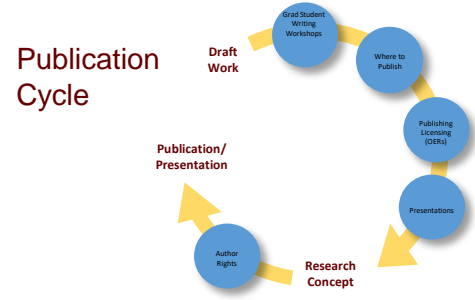 Publication
Cycle
Draft
Work
Grad Student
Writing
Workshops
Where to
Publish
Publishing
Licensing
(OERs)
Presentations
Research
Concept
Author
Rights
Publication/
Presentation